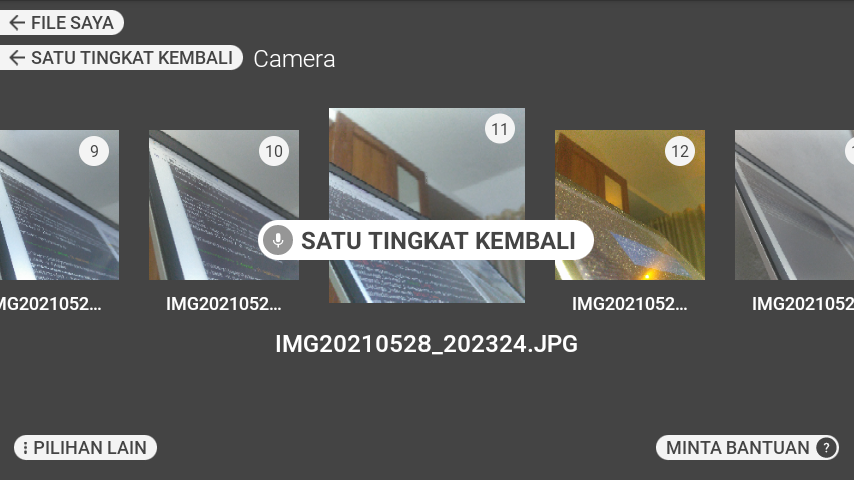 FILE SAYA
SATU TINGKAT KEMBALI
Camera
9
10
11
12
SATU TINGKAT KEMBALI
MG2021052...
IMG2021052...
IMG2021052...
IMG2021052
IMG20210528_202324.JPG
PILIHAN LAIN
MINTA BANTUAN ?